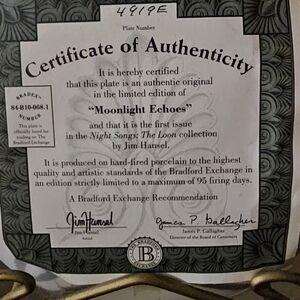 4919E
Plate Number
Certificate of Authenticity
It is hereby certified
that this plate is an authentic original
in the limited edition of
"Moonlight Echoes"
and that it is the first issue
in the Night Songs: The Loon collection
by Jim Hansel.
BRADEX
84-B10-068.1
NUMBER
This plate is
officially listed for
trading on The
Bradford Exchange
It is produced on hard-fired porcelain to the highest
quality and artistic standards of the Bradford Exchange in
an edition strictly limited to a maximum of 95 firing days.
A Bradford Exchange Recommendation
Jim Hansel
Jim Hansel
Artist
James P. Gallagher
James P. Gallagher
Director of the Board of Governors
B